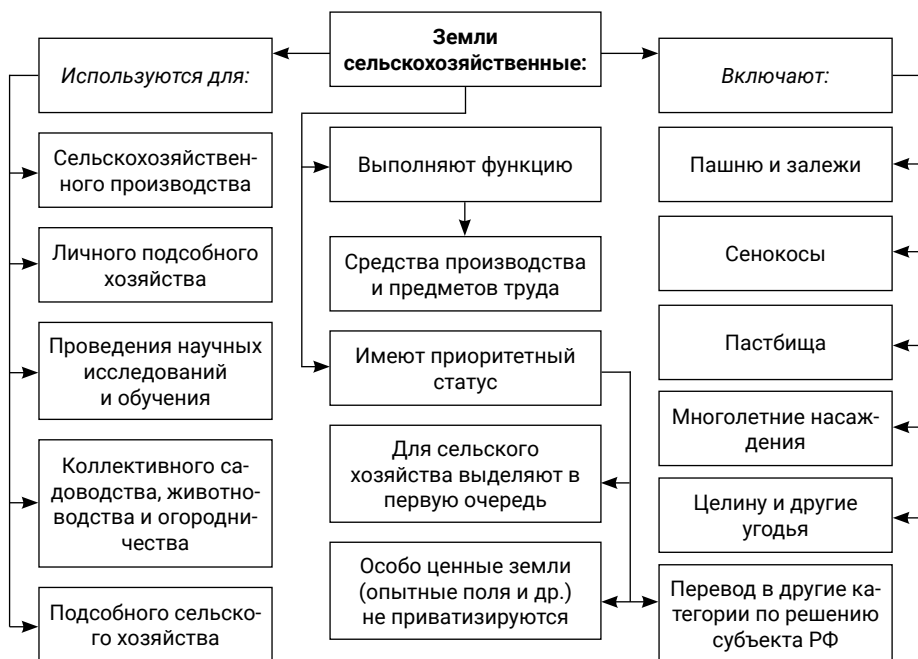 Земли
сельскохозяйственные:
Используются для:
Сельскохозяйствен-
ного производства
Личного подсобного
хозяйства
Проведения научных
исследований
и обучения
Коллективного са-
доводства, животно-
водства и огородни-
чества
Подсобного сельско-
го хозяйства
Выполняют функцию
Средства производства
и предметов труда
Имеют приоритетный
статус
Для сельского
хозяйства выделяют в
первую очередь
Особо ценные земли
(опытные поля и др.)
не приватизируются
Включают:
Пашню и залежи
Сенокосы
Пастбища
Многолетние насаж-
дения
Целину и другие
угодья
Перевод в другие ка-
тегории по решению
субъекта РФ